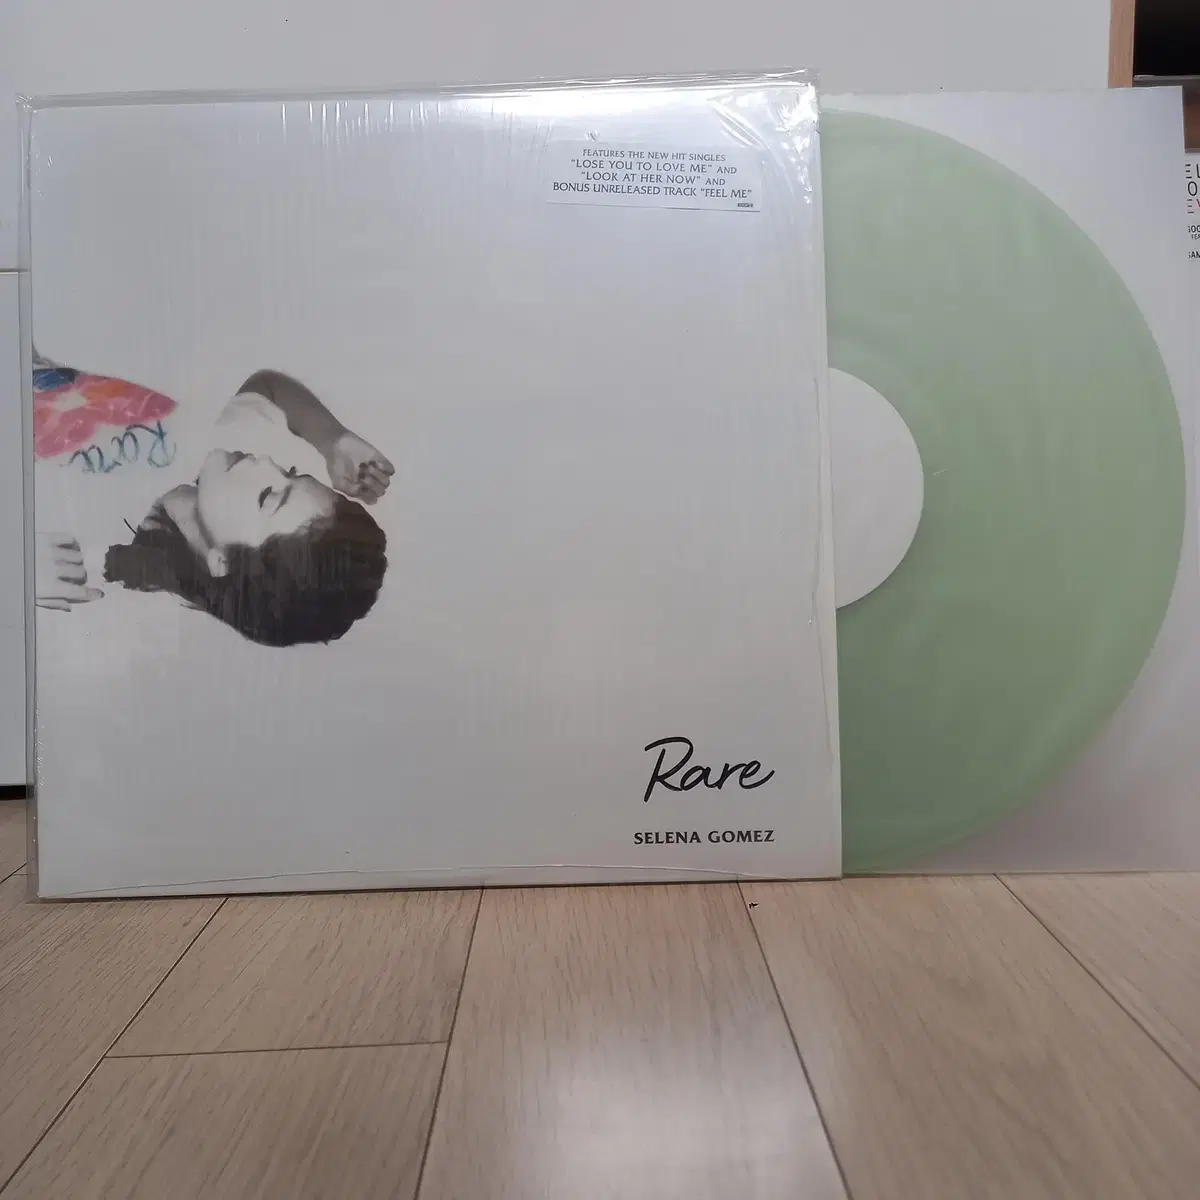 FEATURES THE NEW HIT SINGLES
"LOSE YOU TO LOVE ME" AND
"LOOK AT HER NOW" AND
BONUS UNRELEASED TRACK "FEEL ME"
Rare
Rare
SELENA GOMEZ